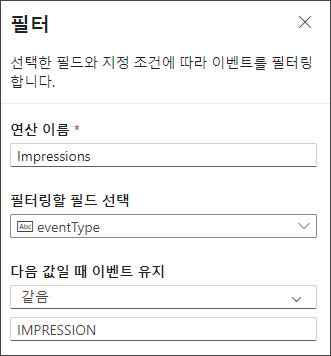 필터
선택한 필드와 지정 조건에 따라 이벤트를 필터링
합니다.
연산 이름 *
Impressions
필터링할 필드 선택
Abc eventType
다음 값일 때 이벤트 유지
같음
IMPRESSION